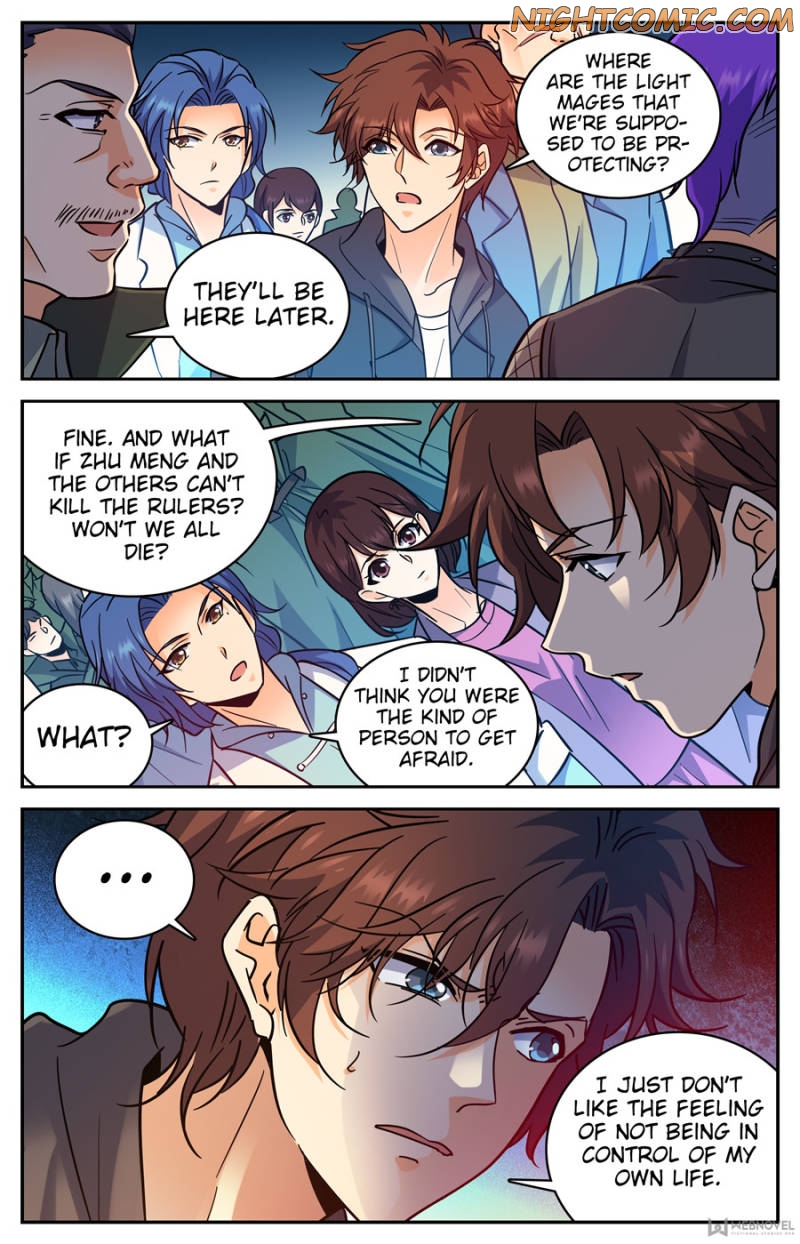 NIGHTCOMIC.COM
WHERE
ARE THE LIGHT
MAGES THAT
WE'RE SUPPO-
SED TO BE PR-
OTECTING?
THEY'LL BE
HERE LATER.
FINE. AND WHAT
IF ZHU MENG AND
THE OTHERS CAN'T
KILL THE RULERS?
WON'T WE ALL
DIE?
WHAT?
I DIDN'T
THINK YOU WERE
THE KIND OF
PERSON TO GET
AFRAID.
...
I JUST DON'T
LIKE THE FEELING
OF NOT BEING IN
CONTROL OF MY
OWN LIFE.
WEBNOVEL